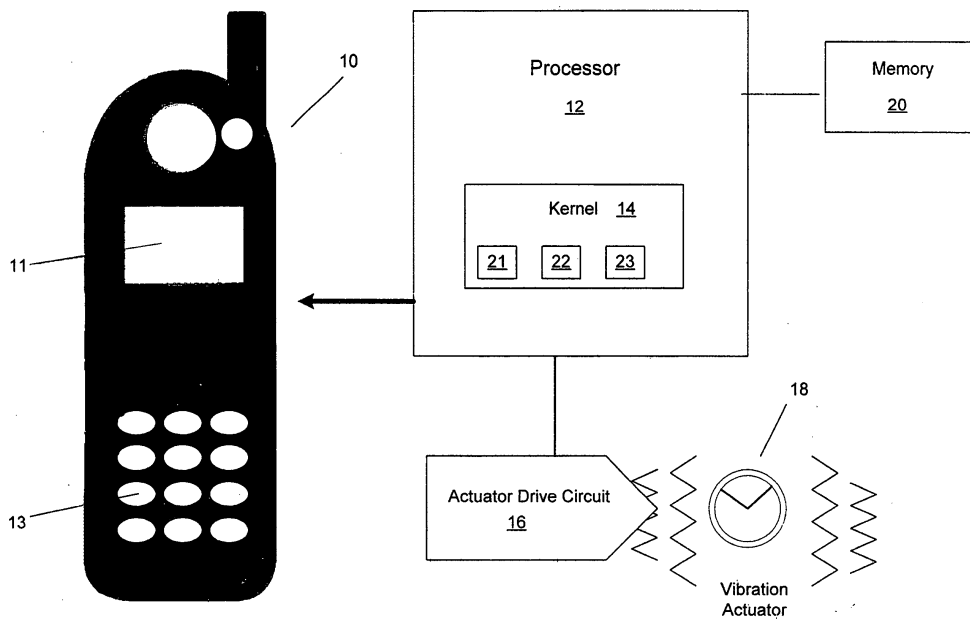 10
11
13
Processor
12
Kernel 14
21 22 23
Memory
20
Actuator Drive Circuit
16
18
Vibration
Actuator